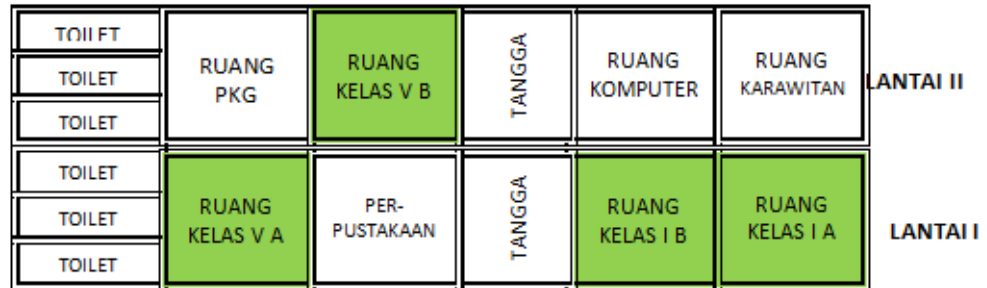 TOILET
TOILET
TOILET
RUANG
PKG
RUANG
KELAS V B
TANGGA
RUANG
KOMPUTER
RUANG
KARAWITAN
LANTAI II
TOILET
TOILET
TOILET
RUANG
KELAS V A
PER-
PUSTAKAAN
TANGGA
RUANG
KELAS I B
RUANG
KELAS I A
LANTAI I